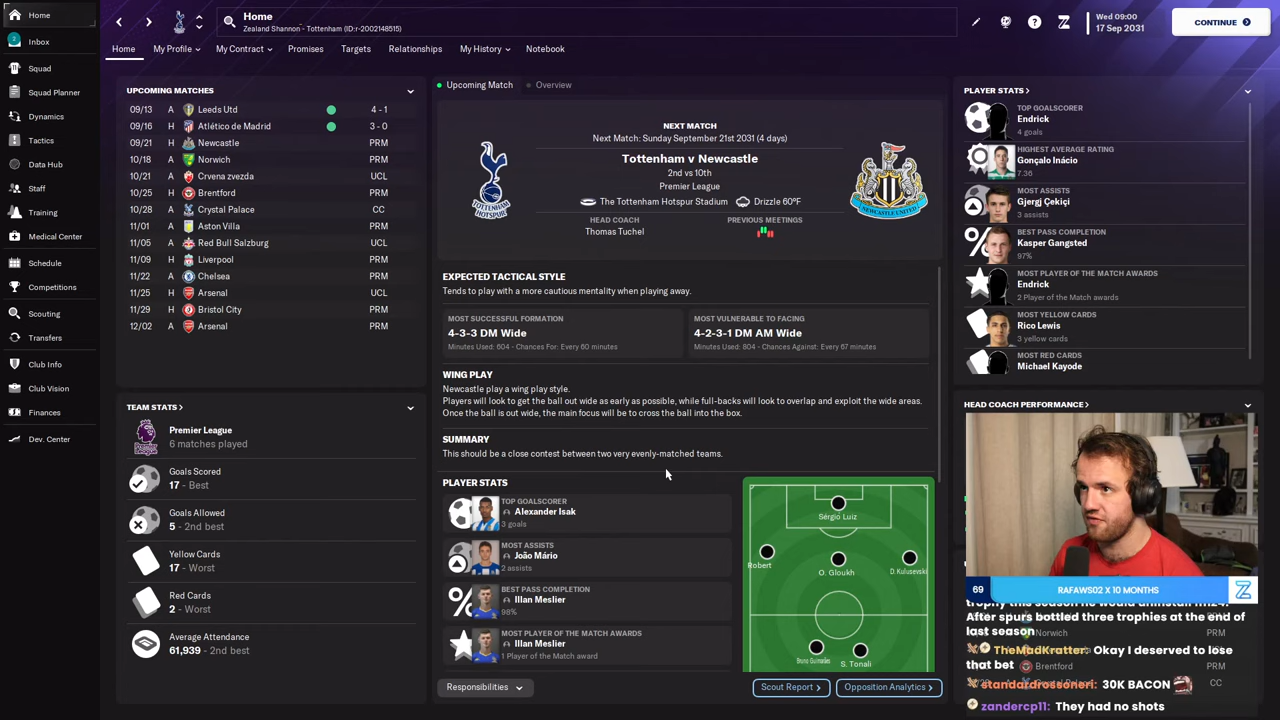 Home
Inbox
2
Squad
Squad Planner
Dynamics
Tactics
Data Hub
Staff
Training
Medical Center
Schedule
Competitions
Scouting
Transfers
Club Info
Club Vision
Finances
Dev. Center
Home
Zealand Shannon - Tottenham (ID:r-2002148515)
Wed 09:00
17 Sep 2031
CONTINUE
Home
My Profile
My Contract
Promises
Targets
Relationships
My History
Notebook
UPCOMING MATCHES
09/13 A Leeds Utd 4 - 1
09/16 H Atlético de Madrid 3 - 0
09/21 H Newcastle PRM
10/18 A Norwich PRM
10/21 A Crvena zvezda UCL
10/25 H Brentford PRM
10/28 A Crystal Palace CC
11/01 A Aston Villa PRM
11/05 A Red Bull Salzburg UCL
11/09 H Liverpool PRM
11/22 A Chelsea PRM
11/25 H Arsenal UCL
11/29 H Bristol City PRM
12/02 A Arsenal PRM
TEAM STATS
Premier League
6 matches played
Goals Scored
17 - Best
Goals Allowed
5 - 2nd best
Yellow Cards
17 - Worst
Red Cards
2 - Worst
Average Attendance
61,939 - 2nd best
Upcoming Match
Overview
NEXT MATCH
Next Match: Sunday September 21st 2031 (4 days)
Tottenham v Newcastle
2nd vs 10th
Premier League
The Tottenham Hotspur Stadium
Drizzle 60°F
HEAD COACH
Thomas Tuchel
PREVIOUS MEETINGS
EXPECTED TACTICAL STYLE
Tends to play with a more cautious mentality when playing away.
MOST SUCCESSFUL FORMATION
4-3-3 DM Wide
Minutes Used: 604 - Chances For: Every 60 minutes
MOST VULNERABLE TO FACING
4-2-3-1 DM AM Wide
Minutes Used: 804 - Chances Against: Every 67 minutes
WING PLAY
Newcastle play a wing play style.
Players will look to get the ball out wide as early as possible, while full-backs will look to overlap and exploit the wide areas.
Once the ball is out wide, the main focus will be to cross the ball into the box.
SUMMARY
This should be a close contest between two very evenly-matched teams.
PLAYER STATS
TOP GOALSCORER
Alexander Isak
3 goals
MOST ASSISTS
João Mário
2 assists
BEST PASS COMPLETION
Illan Meslier
98%
MOST PLAYER OF THE MATCH AWARDS
Illan Meslier
1 Player of the Match award
Sérgio Luiz
Robert
O. Gloukh
D. Kulusevski
Bruno Guimarães
S. Tonali
Responsibilities
Scout Report
Opposition Analytics
PLAYER STATS
TOP GOALSCORER
Endrick
4 goals
HIGHEST AVERAGE RATING
Gonçalo Inácio
7.36
MOST ASSISTS
Gjergj Çekiçi
3 assists
BEST PASS COMPLETION
Kasper Gangsted
97%
MOST PLAYER OF THE MATCH AWARDS
Endrick
2 Player of the Match awards
MOST YELLOW CARDS
Rico Lewis
3 yellow cards
MOST RED CARDS
Michael Kayode
HEAD COACH PERFORMANCE
69
RAFAWS02 X 10 MONTHS
trophy this season he would uninstall fm24.
After spurs bottled three trophies at the end of
last season
Norwich PRM
TheMadKratter: Okay I deserved to lose
that bet
Brentford PRM
standardrossoneri: 30K BACON
CC
zandercp11: They had no shots